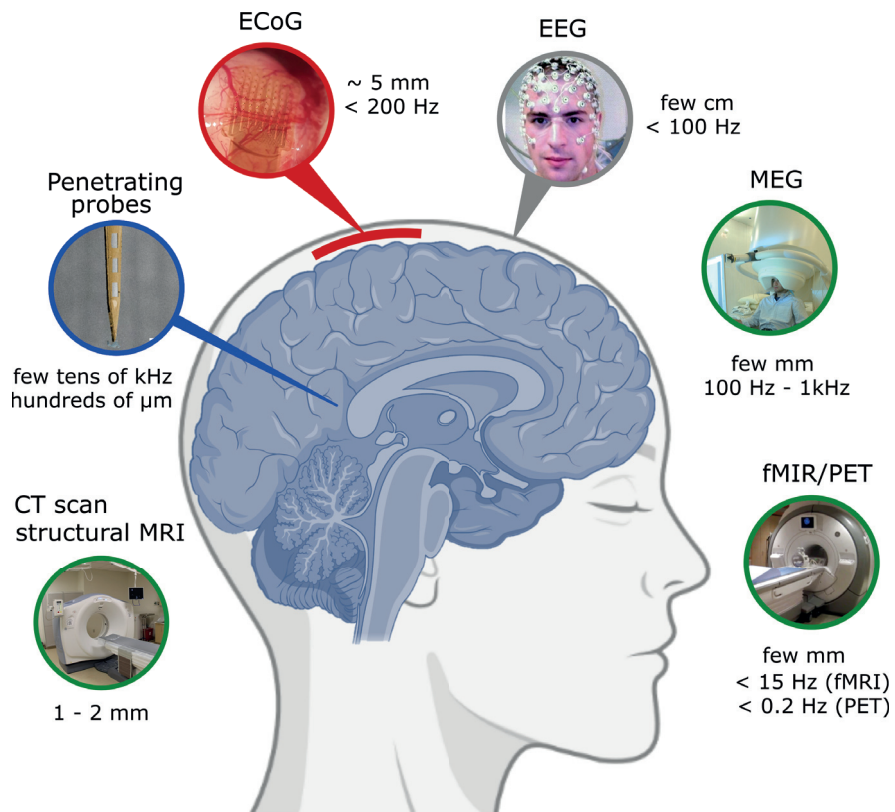 ECoG
~ 5 mm
< 200 Hz
EEG
few cm
< 100 Hz
Penetrating
probes
few tens of kHz
hundreds of µm
MEG
few mm
100 Hz - 1kHz
CT scan
structural MRI
1 - 2 mm
fMIR/PET
few mm
< 15 Hz (fMRI)
< 0.2 Hz (PET)